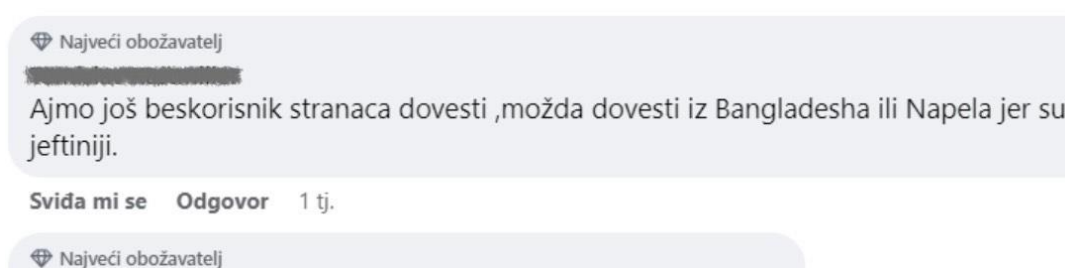 Najveći obožavatelj
Ajmo još beskorisnik stranaca dovesti ,možda dovesti iz Bangladesha ili Napela jer su
jeftiniji.
Sviđa mi se Odgovor 1 tj.
Najveći obožavatelj